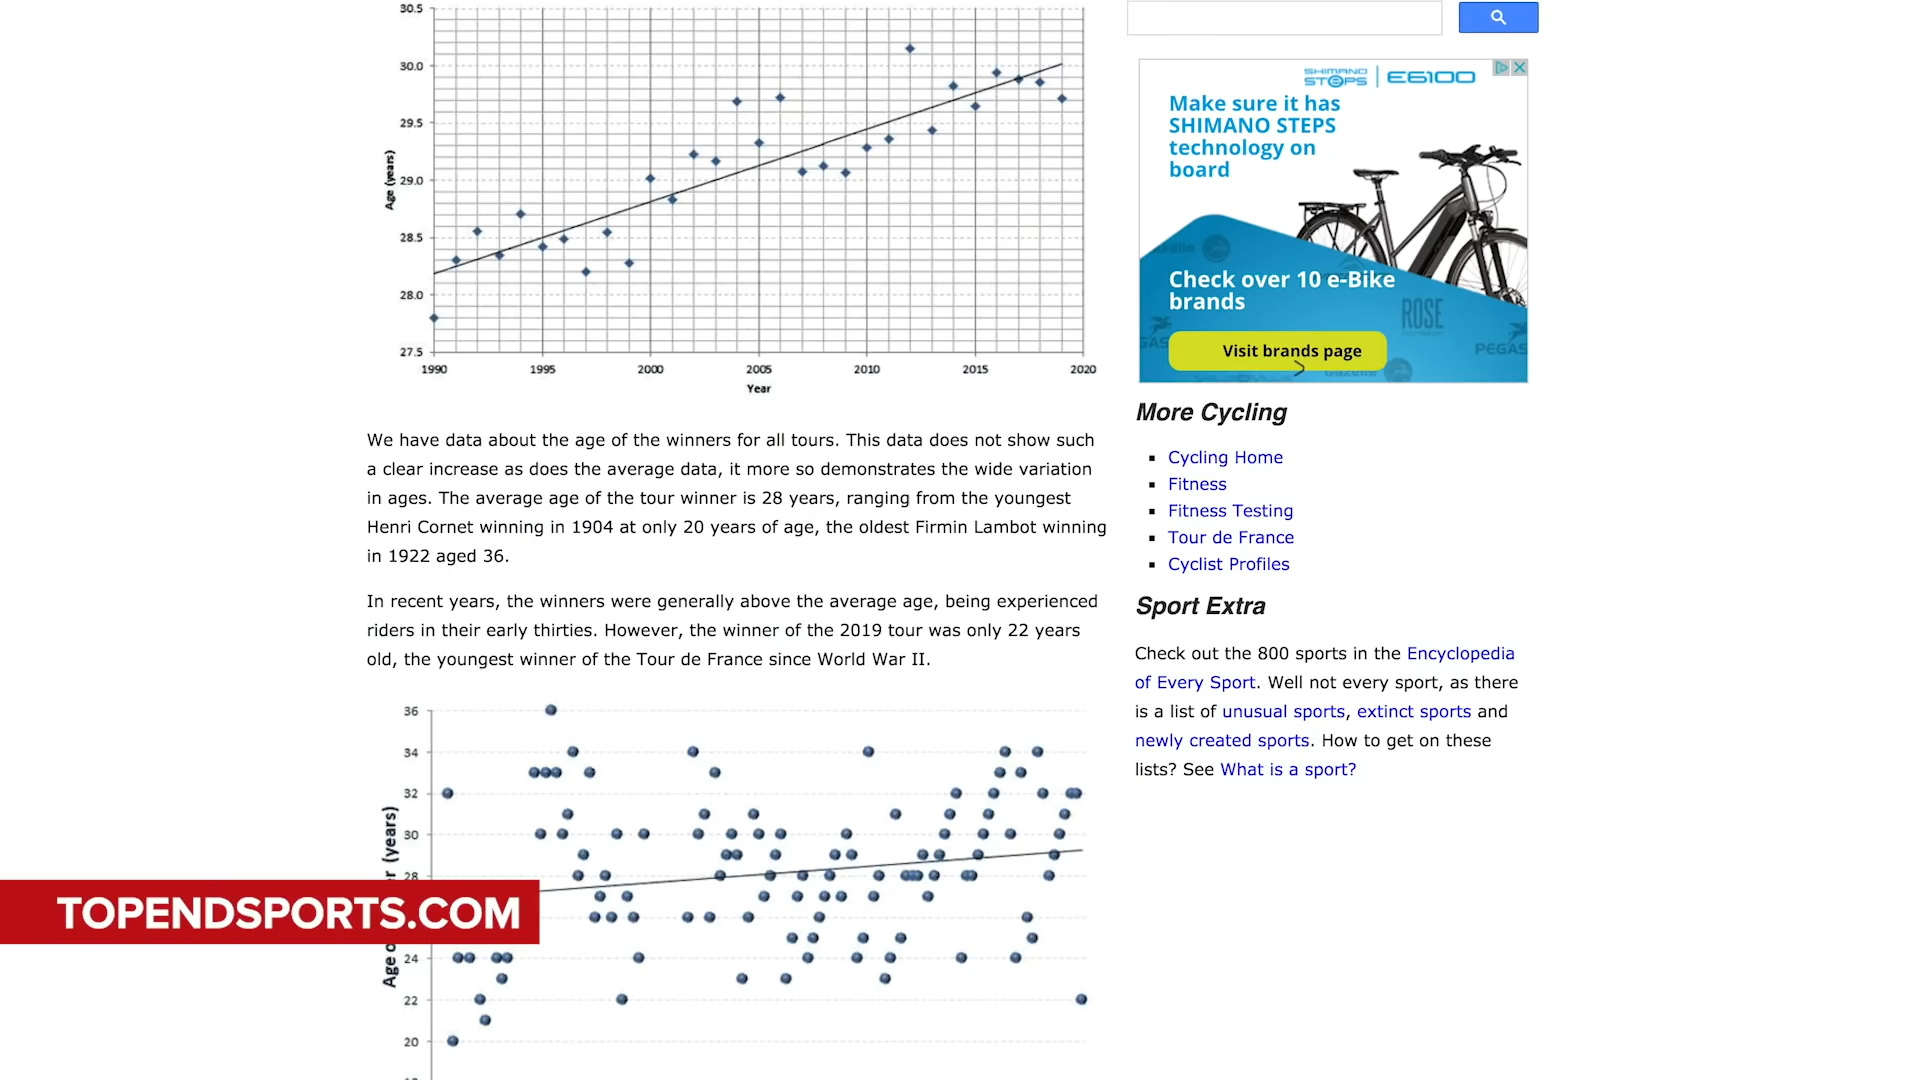 30.5
30.0
29.5
29.0
28.5
28.0
27.5
Age (years)
1990 1995 2000 2005 2010 2015 2020
Year
We have data about the age of the winners for all tours. This data does not show such
a clear increase as does the average data, it more so demonstrates the wide variation
in ages. The average age of the tour winner is 28 years, ranging from the youngest
Henri Cornet winning in 1904 at only 20 years of age, the oldest Firmin Lambot winning
in 1922 aged 36.
In recent years, the winners were generally above the average age, being experienced
riders in their early thirties. However, the winner of the 2019 tour was only 22 years
old, the youngest winner of the Tour de France since World War II.
36
34
32
30
28
24
22
20
Age
(years)
TOPENDSPORTS.COM
SHIMANO
STEPS
E6100
Make sure it has
SHIMANO STEPS
technology on
board
Check over 10 e-Bike
brands
ROSE
PEGAS
Gazelle
Visit brands page
More Cycling
Cycling Home
Fitness
Fitness Testing
Tour de France
Cyclist Profiles
Sport Extra
Check out the 800 sports in the Encyclopedia
of Every Sport. Well not every sport, as there
is a list of unusual sports, extinct sports and
newly created sports. How to get on these
lists? See What is a sport?